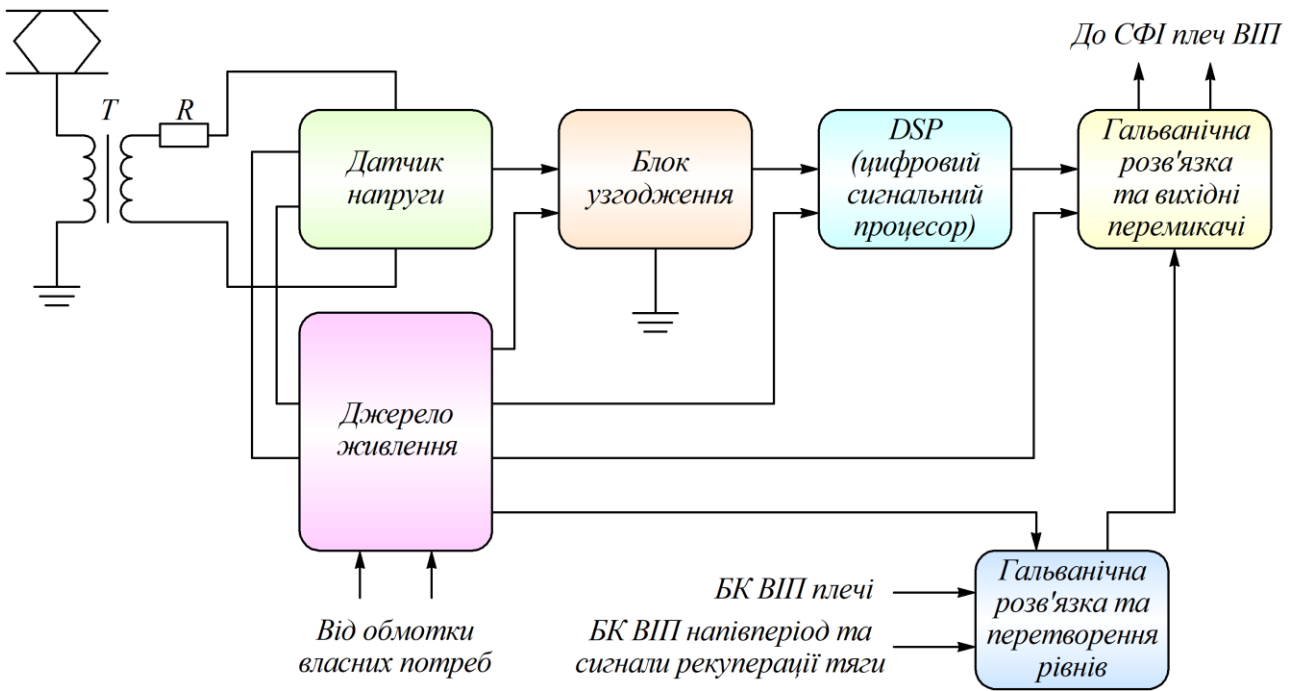 До СФІ плеч ВІП
T
R
Датчик
напруги
Блок
узгодження
DSP
(цифровий
сигнальний
процесор)
Гальванічна
розв'язка
та вихідні
перемикачі
Джерело
живлення
Від обмотки
власних потреб
БК ВІП плечі
БК ВІП напівперіод та
сигнали рекуперації тяги
Гальванічна
розв'язка та
перетворення
рівнів